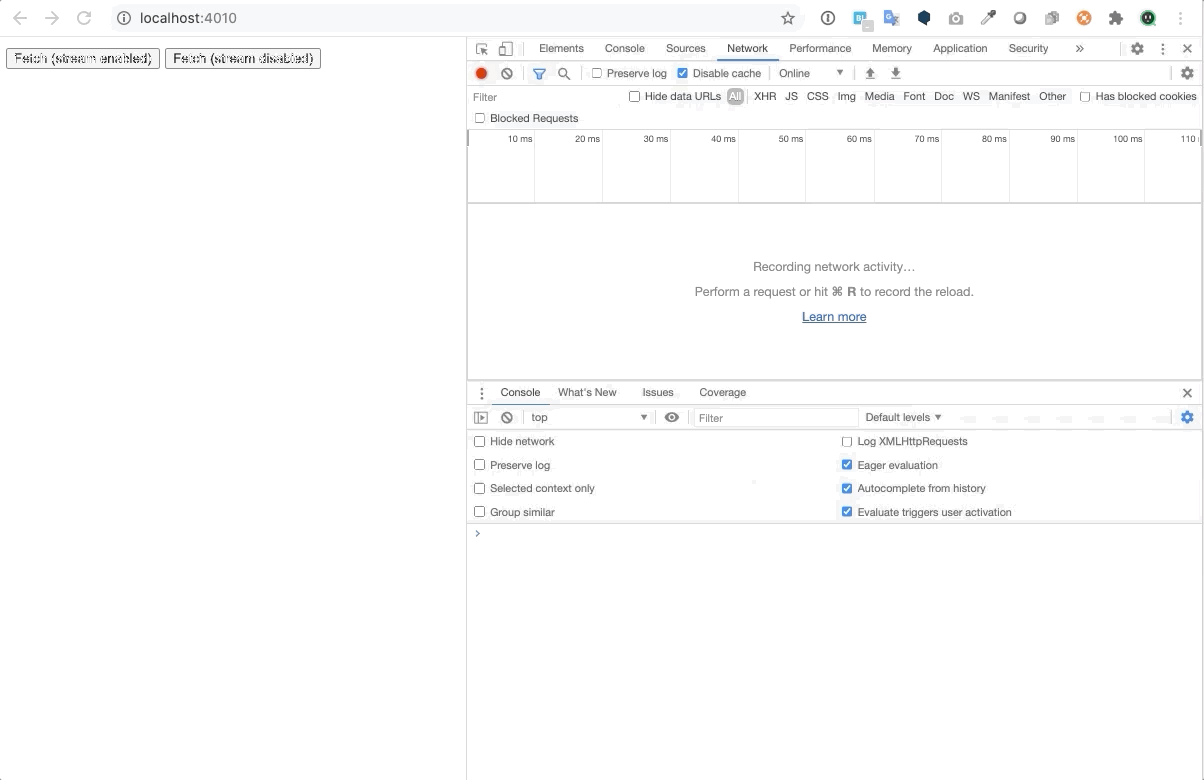 localhost:4010
Fetch (stream enabled) Fetch (stream disabled)
Elements Console Sources Network Performance Memory Application Security »
Preserve log Disable cache Online
Filter Hide data URLs All XHR JS CSS Img Media Font Doc WS Manifest Other Has blocked cookies
Blocked Requests
10 ms 20 ms 30 ms 40 ms 50 ms 60 ms 70 ms 80 ms 90 ms 100 ms 110
Recording network activity…
Perform a request or hit ⌘ R to record the reload.
Learn more
Console What's New Issues Coverage
top Filter Default levels
Hide network Log XMLHttpRequests
Preserve log Eager evaluation
Selected context only Autocomplete from history
Group similar Evaluate triggers user activation